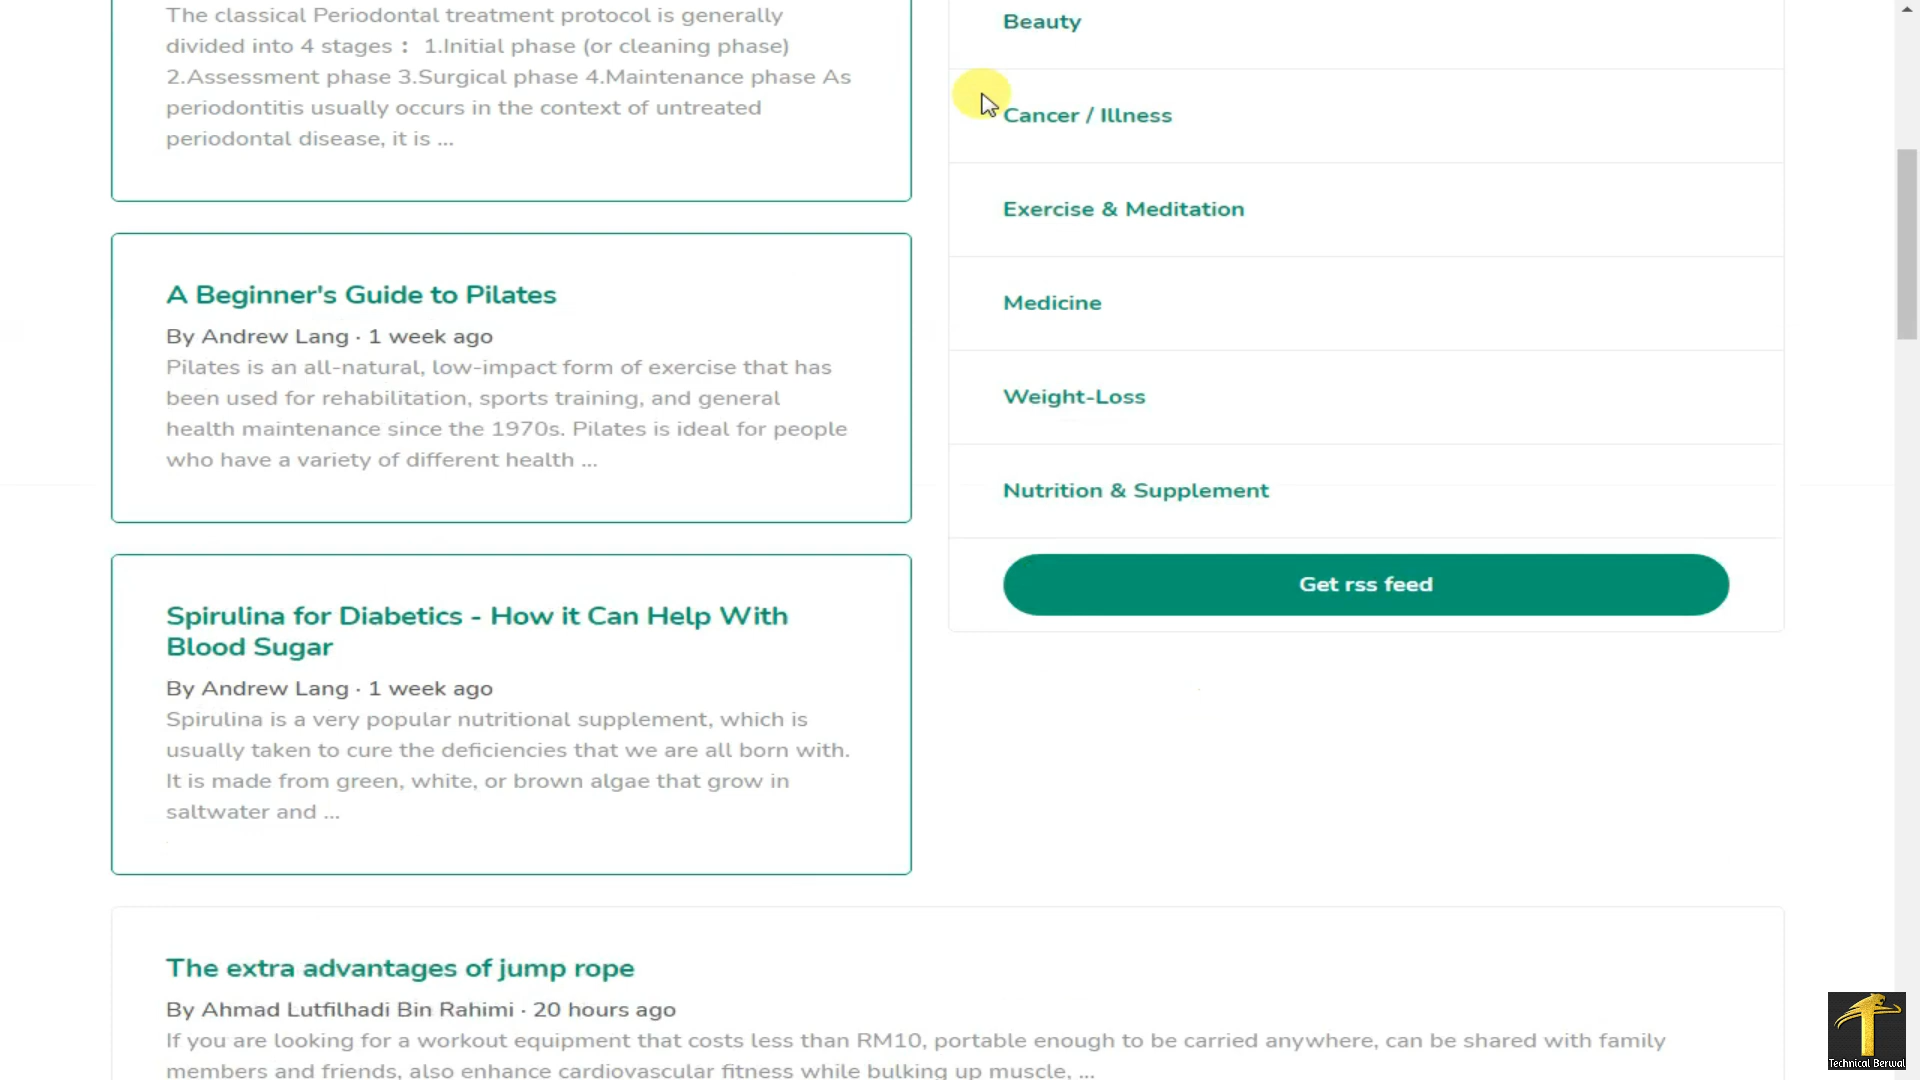 The classical Periodontal treatment protocol is generally
divided into 4 stages： 1.Initial phase (or cleaning phase)
2.Assessment phase 3.Surgical phase 4.Maintenance phase As
periodontitis usually occurs in the context of untreated
periodontal disease, it is ...
A Beginner's Guide to Pilates
By Andrew Lang · 1 week ago
Pilates is an all-natural, low-impact form of exercise that has
been used for rehabilitation, sports training, and general
health maintenance since the 1970s. Pilates is ideal for people
who have a variety of different health ...
Spirulina for Diabetics - How it Can Help With
Blood Sugar
By Andrew Lang · 1 week ago
Spirulina is a very popular nutritional supplement, which is
usually taken to cure the deficiencies that we are all born with.
It is made from green, white, or brown algae that grow in
saltwater and ...
Beauty
Cancer / Illness
Exercise & Meditation
Medicine
Weight-Loss
Nutrition & Supplement
Get rss feed
The extra advantages of jump rope
By Ahmad Lutfilhadi Bin Rahimi · 20 hours ago
If you are looking for a workout equipment that costs less than RM10, portable enough to be carried anywhere, can be shared with family
members and friends, also enhance cardiovascular fitness while bulking up muscle, ...
Technical Berwal